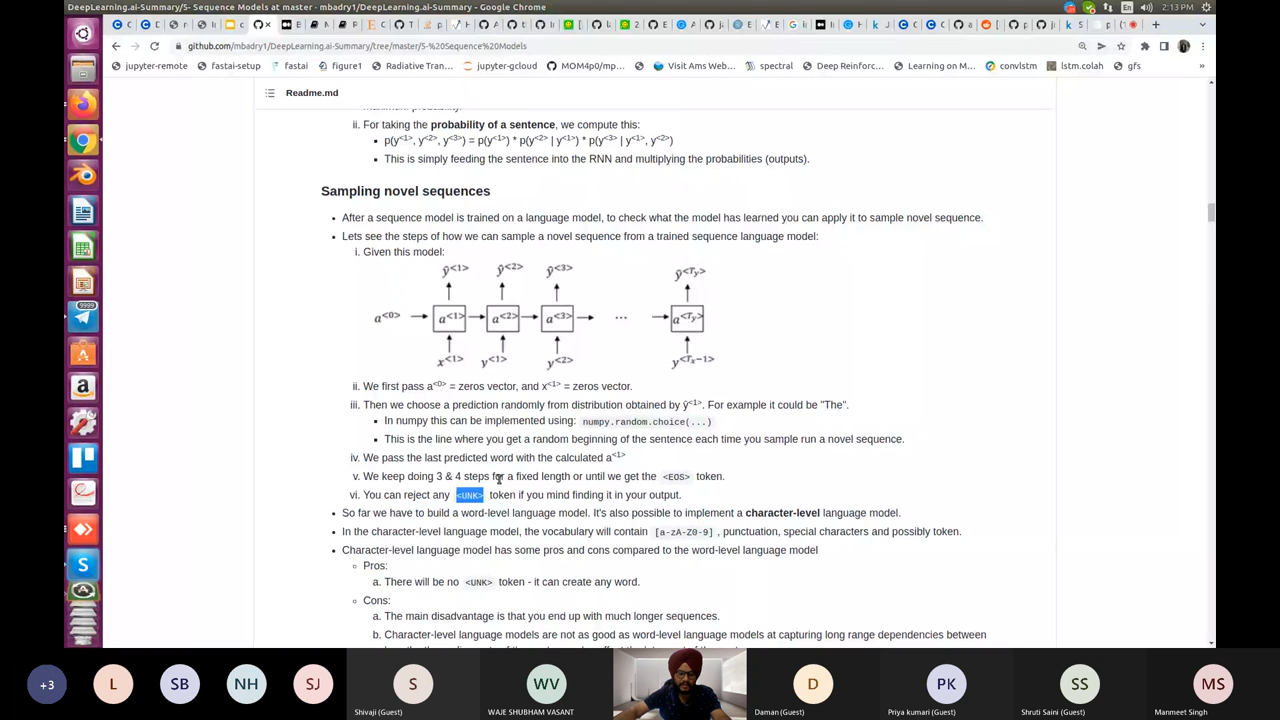 5- Sequence Models at master · mbadry1/DeepLearning.ai-Summary - Google Chrome
En
2:13 PM
github.com/mbadry1/DeepLearning.ai-Summary/tree/master/5-%20Sequence%20Models
jupyter-remote
fastai-setup
fastai
figure1
Radiative Tran...
jupyter-gcloud
MOM4p0/mp...
Visit Ams Web...
spectral
Deep Reinforc...
Learning on M...
convlstm
lstm.colah
gfs
»
Readme.md
maximum probability.
ii. For taking the probability of a sentence, we compute this:
▪ p(y<1>, y<2>, y<3>) = p(y<1>) * p(y<2> | y<1>) * p(y<3> | y<1>, y<2>)
▪ This is simply feeding the sentence into the RNN and multiplying the probabilities (outputs).
Sampling novel sequences
• After a sequence model is trained on a language model, to check what the model has learned you can apply it to sample novel sequence.
• Lets see the steps of how we can sample a novel sequence from a trained sequence language model:
i. Given this model:
ŷ<1> ŷ<2> ŷ<3> ŷ<Ty>
a<0> a<1> a<2> a<3> ... a<Ty>
x<1> y<1> y<2> y<Tx-1>
ii. We first pass a<0> = zeros vector, and x<1> = zeros vector.
iii. Then we choose a prediction randomly from distribution obtained by ŷ<1>. For example it could be "The".
▪ In numpy this can be implemented using: numpy.random.choice(...)
▪ This is the line where you get a random beginning of the sentence each time you sample run a novel sequence.
iv. We pass the last predicted word with the calculated a<1>
v. We keep doing 3 & 4 steps for a fixed length or until we get the <EOS> token.
vi. You can reject any <UNK> token if you mind finding it in your output.
• So far we have to build a word-level language model. It's also possible to implement a character-level language model.
• In the character-level language model, the vocabulary will contain [a-zA-Z0-9], punctuation, special characters and possibly token.
• Character-level language model has some pros and cons compared to the word-level language model
◦ Pros:
a. There will be no <UNK> token - it can create any word.
◦ Cons:
a. The main disadvantage is that you end up with much longer sequences.
b. Character-level language models are not as good as word-level language models at capturing long range dependencies between
+3
L
SB
NH
SJ
S
Shivaji (Guest)
WV
WAJE SHUBHAM VASANT
D
Daman (Guest)
PK
Priya kumari (Guest)
SS
Shruti Saini (Guest)
MS
Manmeet Singh